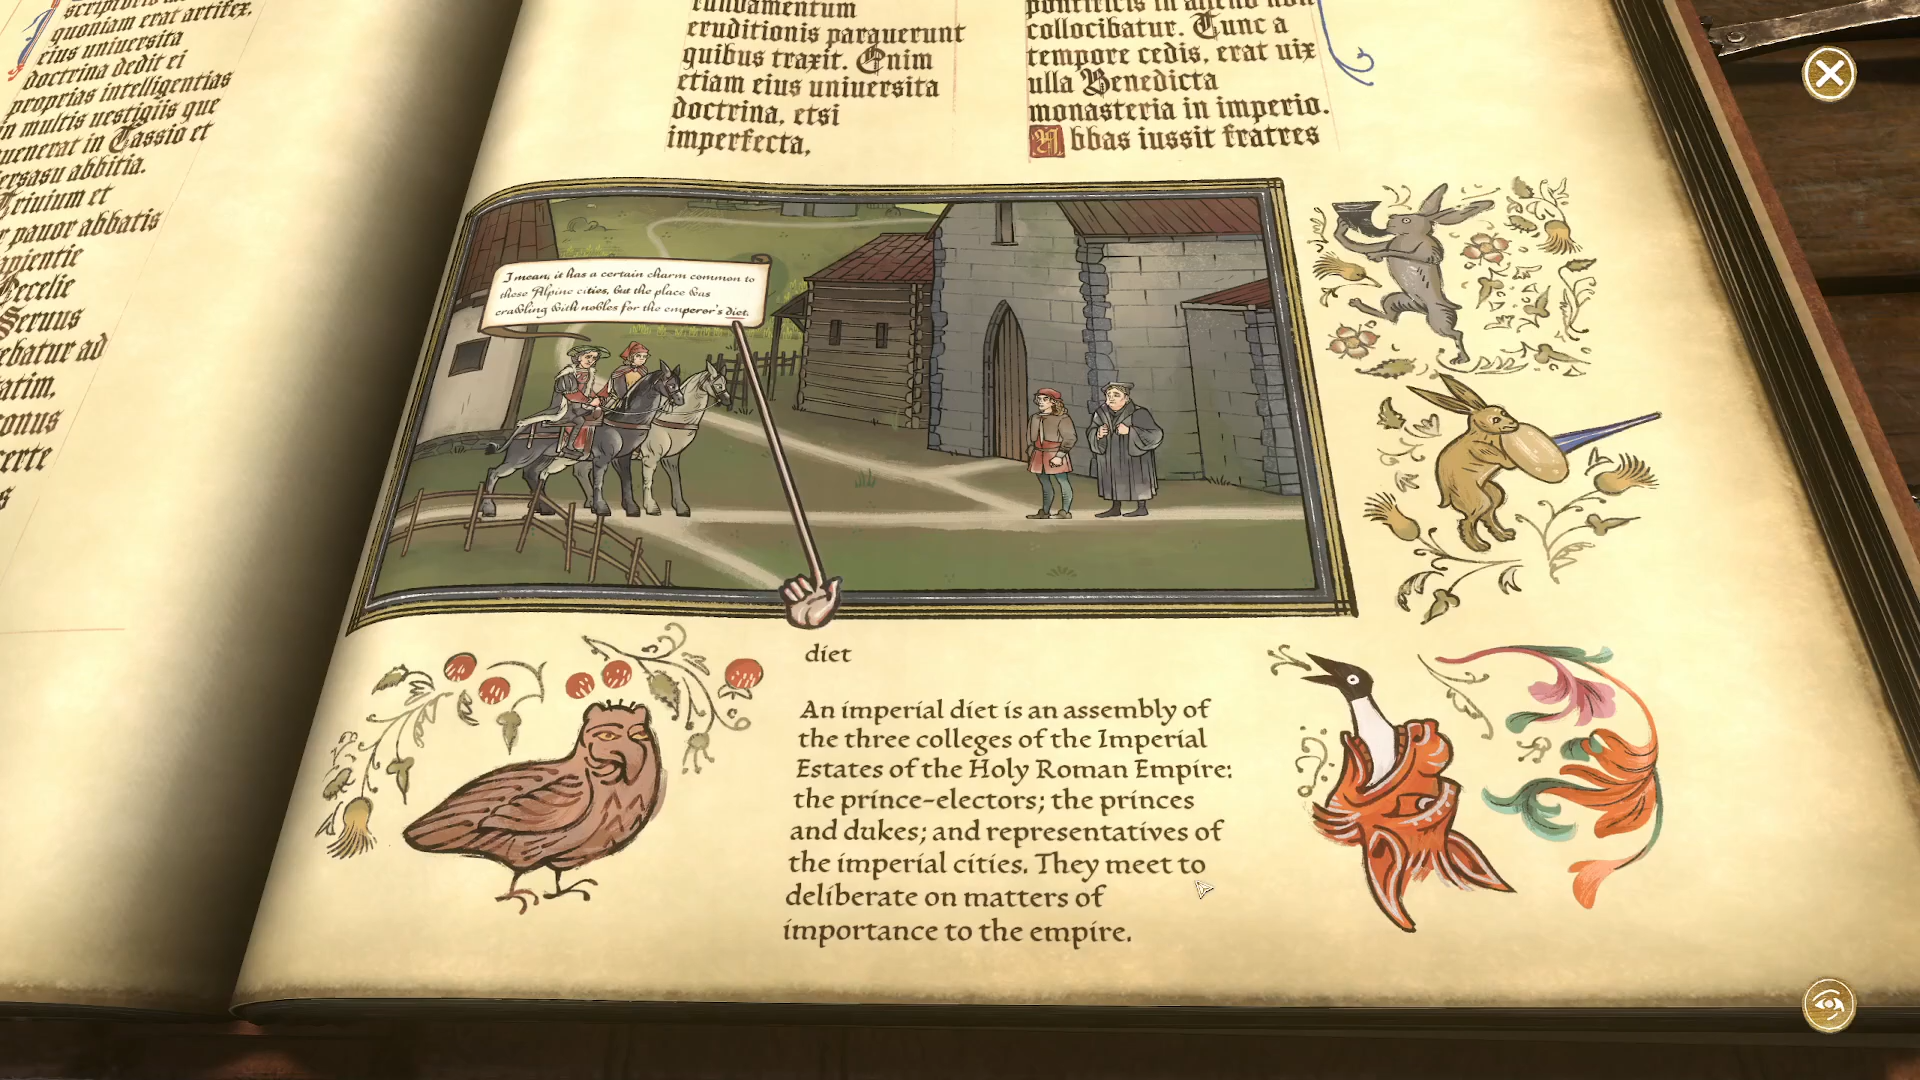 scriptoris
quoniam erat artifex.
eius uniuersita
doctrina dedit ei
proprias intelligentias
in multis uestigiis que
uenerat in Tassio et
ersasu abbitia.
Triuium et
r pauor abbatis
apientie
Decelie
Seruus
ebatur ad
atim,
onus
certe
s
fundamentum
eruditionis parauerunt
quibus traxit. Enim
etiam eius uniuersita
doctrina, etsi
imperfecta,
pontificis in alieno non
collocibatur. Tunc a
tempore cedis, erat uix
ulla Benedicta
monasteria in imperio.
Abbas iussit fratres
I mean, it has a certain charm common to
these Alpine cities, but the place was
crawling with nobles for the emperor's diet.
diet
An imperial diet is an assembly of
the three colleges of the Imperial
Estates of the Holy Roman Empire:
the prince-electors; the princes
and dukes; and representatives of
the imperial cities. They meet to
deliberate on matters of
importance to the empire.